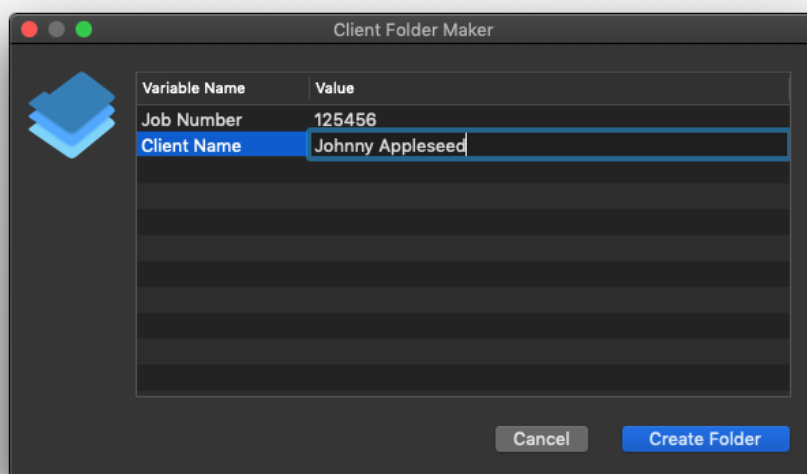 Client Folder Maker
Variable Name Value
Job Number 125456
Client Name Johnny Appleseed
Cancel Create Folder